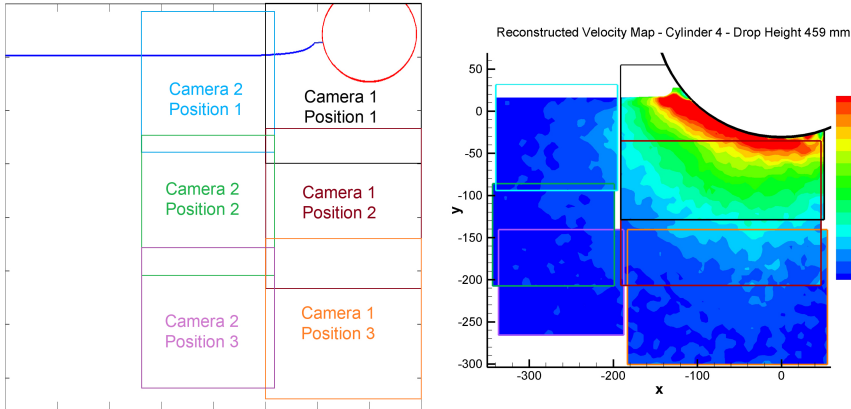 Camera 2
Position 1
Camera 1
Position 1
Camera 2
Position 2
Camera 1
Position 2
Camera 2
Position 3
Camera 1
Position 3
Reconstructed Velocity Map - Cylinder 4 - Drop Height 459 mm
50
0
-50
-100
-150
-200
-250
-300
y
-300
-200
-100
0
x